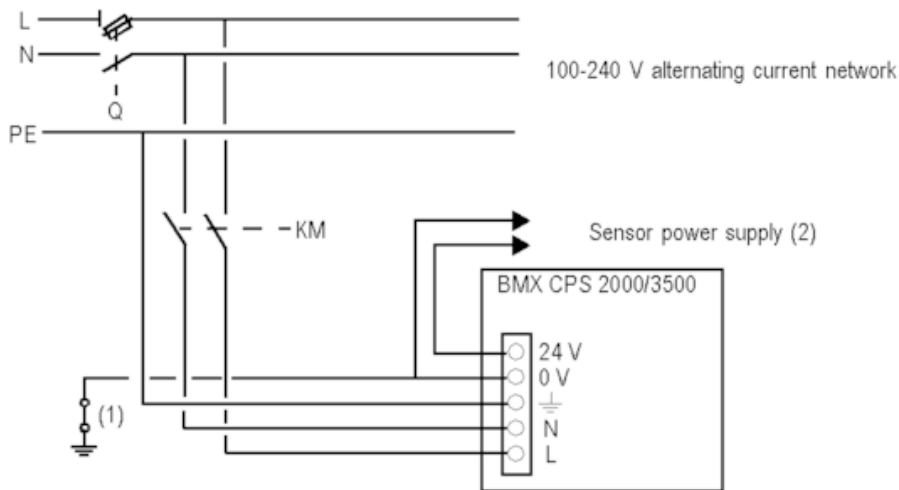 L
N
100-240 V alternating current network
Q
PE
KM
Sensor power supply (2)
BMX CPS 2000/3500
24 V
0 V
(1)
N
L